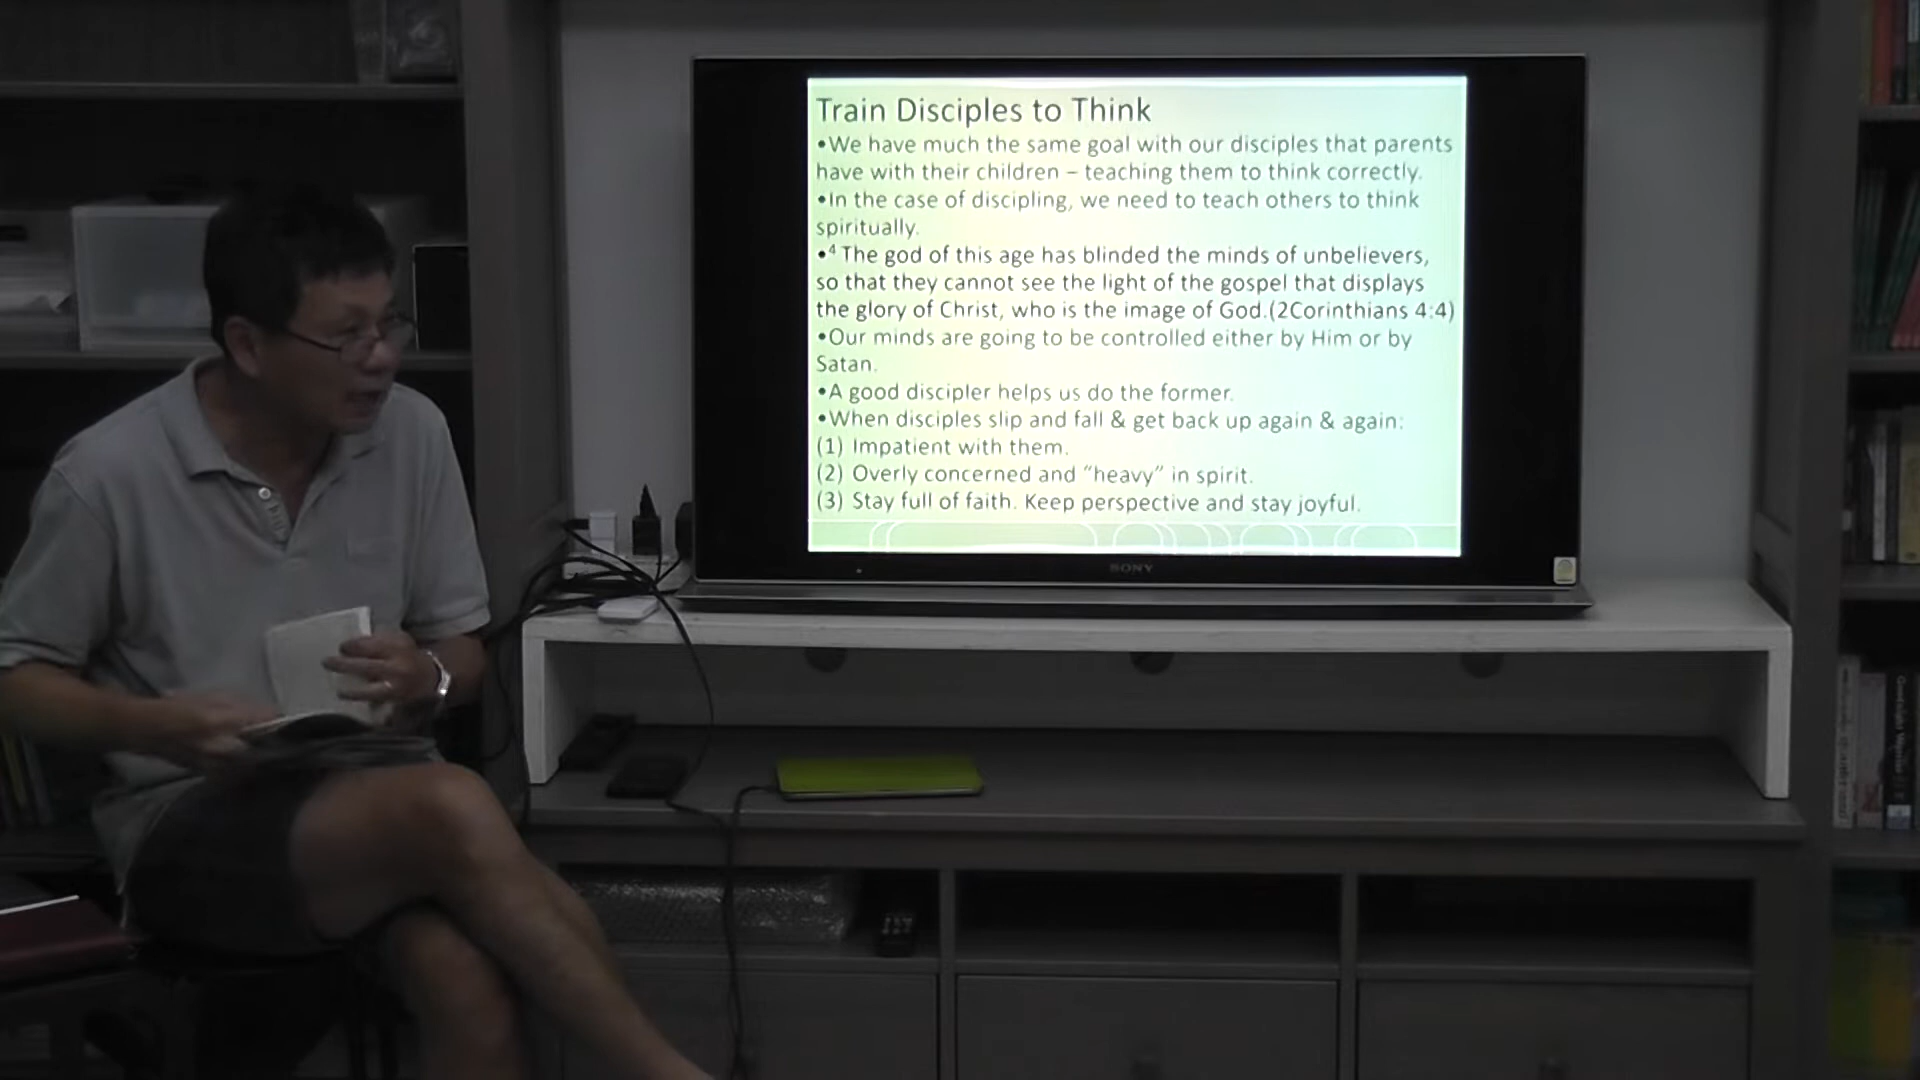 Train Disciples to Think
•We have much the same goal with our disciples that parents
have with their children – teaching them to think correctly.
•In the case of discipling, we need to teach others to think
spiritually.
•⁴ The god of this age has blinded the minds of unbelievers,
so that they cannot see the light of the gospel that displays
the glory of Christ, who is the image of God.(2Corinthians 4:4)
•Our minds are going to be controlled either by Him or by
Satan.
•A good discipler helps us do the former.
•When disciples slip and fall & get back up again & again:
(1) Impatient with them.
(2) Overly concerned and “heavy” in spirit.
(3) Stay full of faith. Keep perspective and stay joyful.
SONY